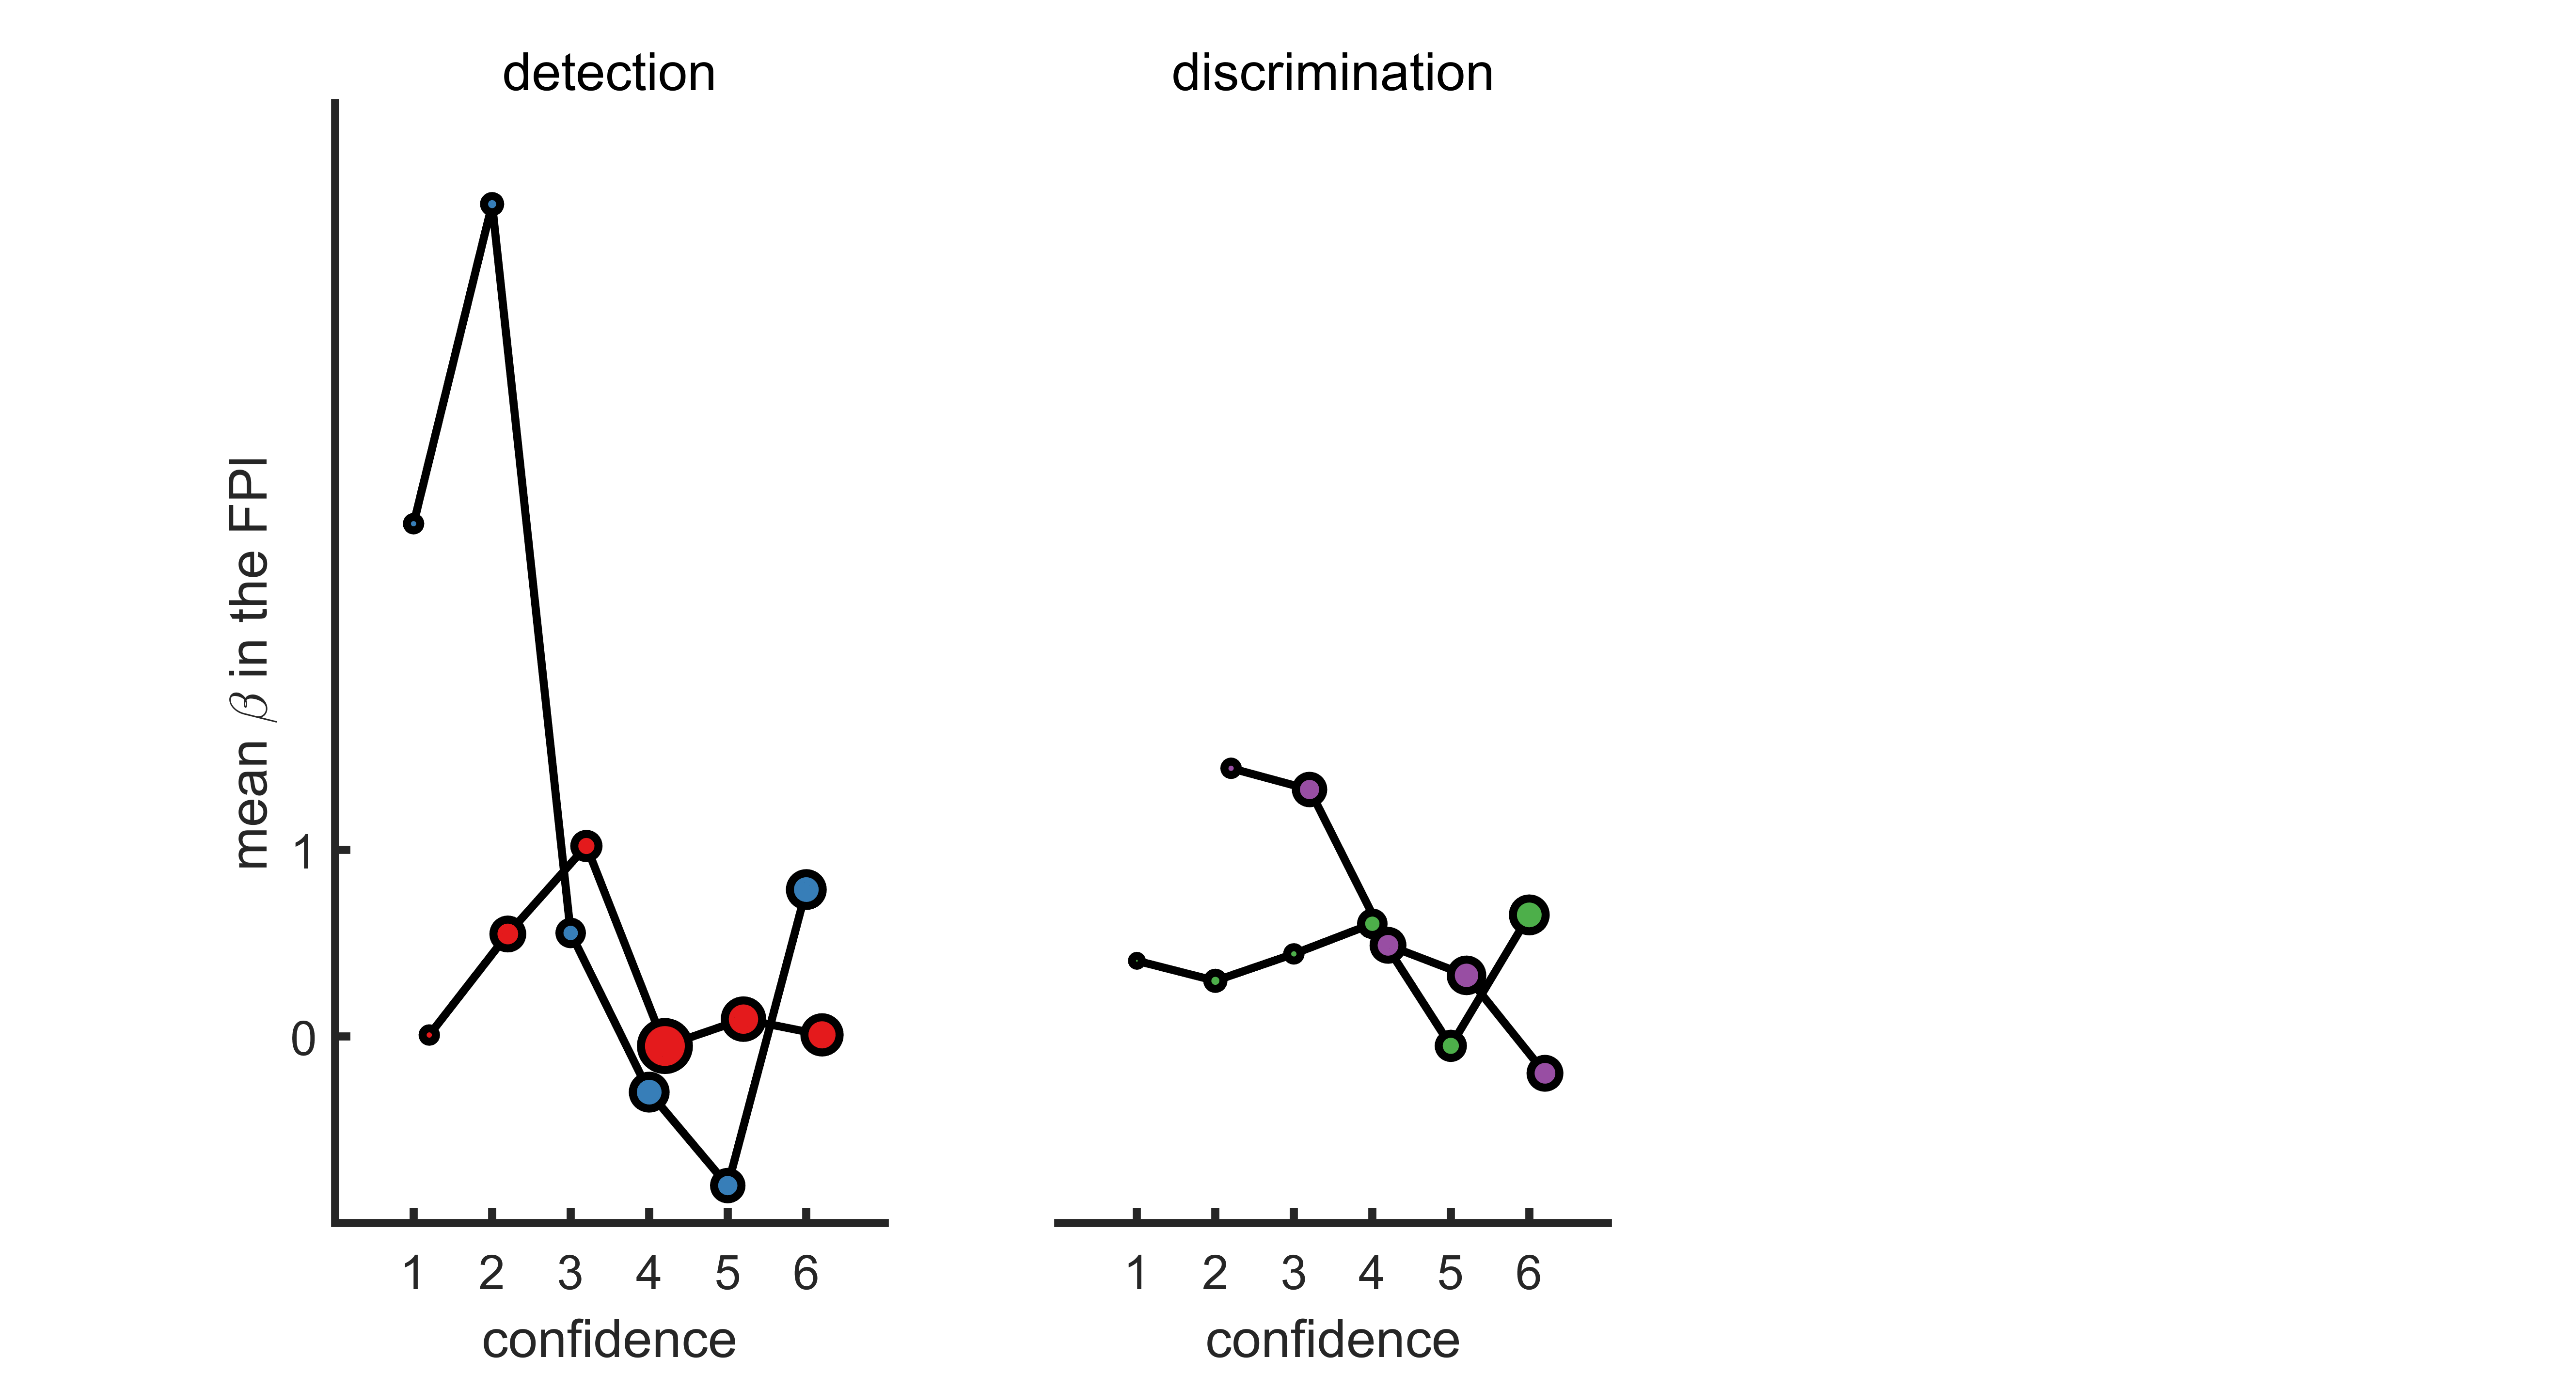 detection
discrimination
mean β in the FPI
1
0
1 2 3 4 5 6
1 2 3 4 5 6
confidence
confidence